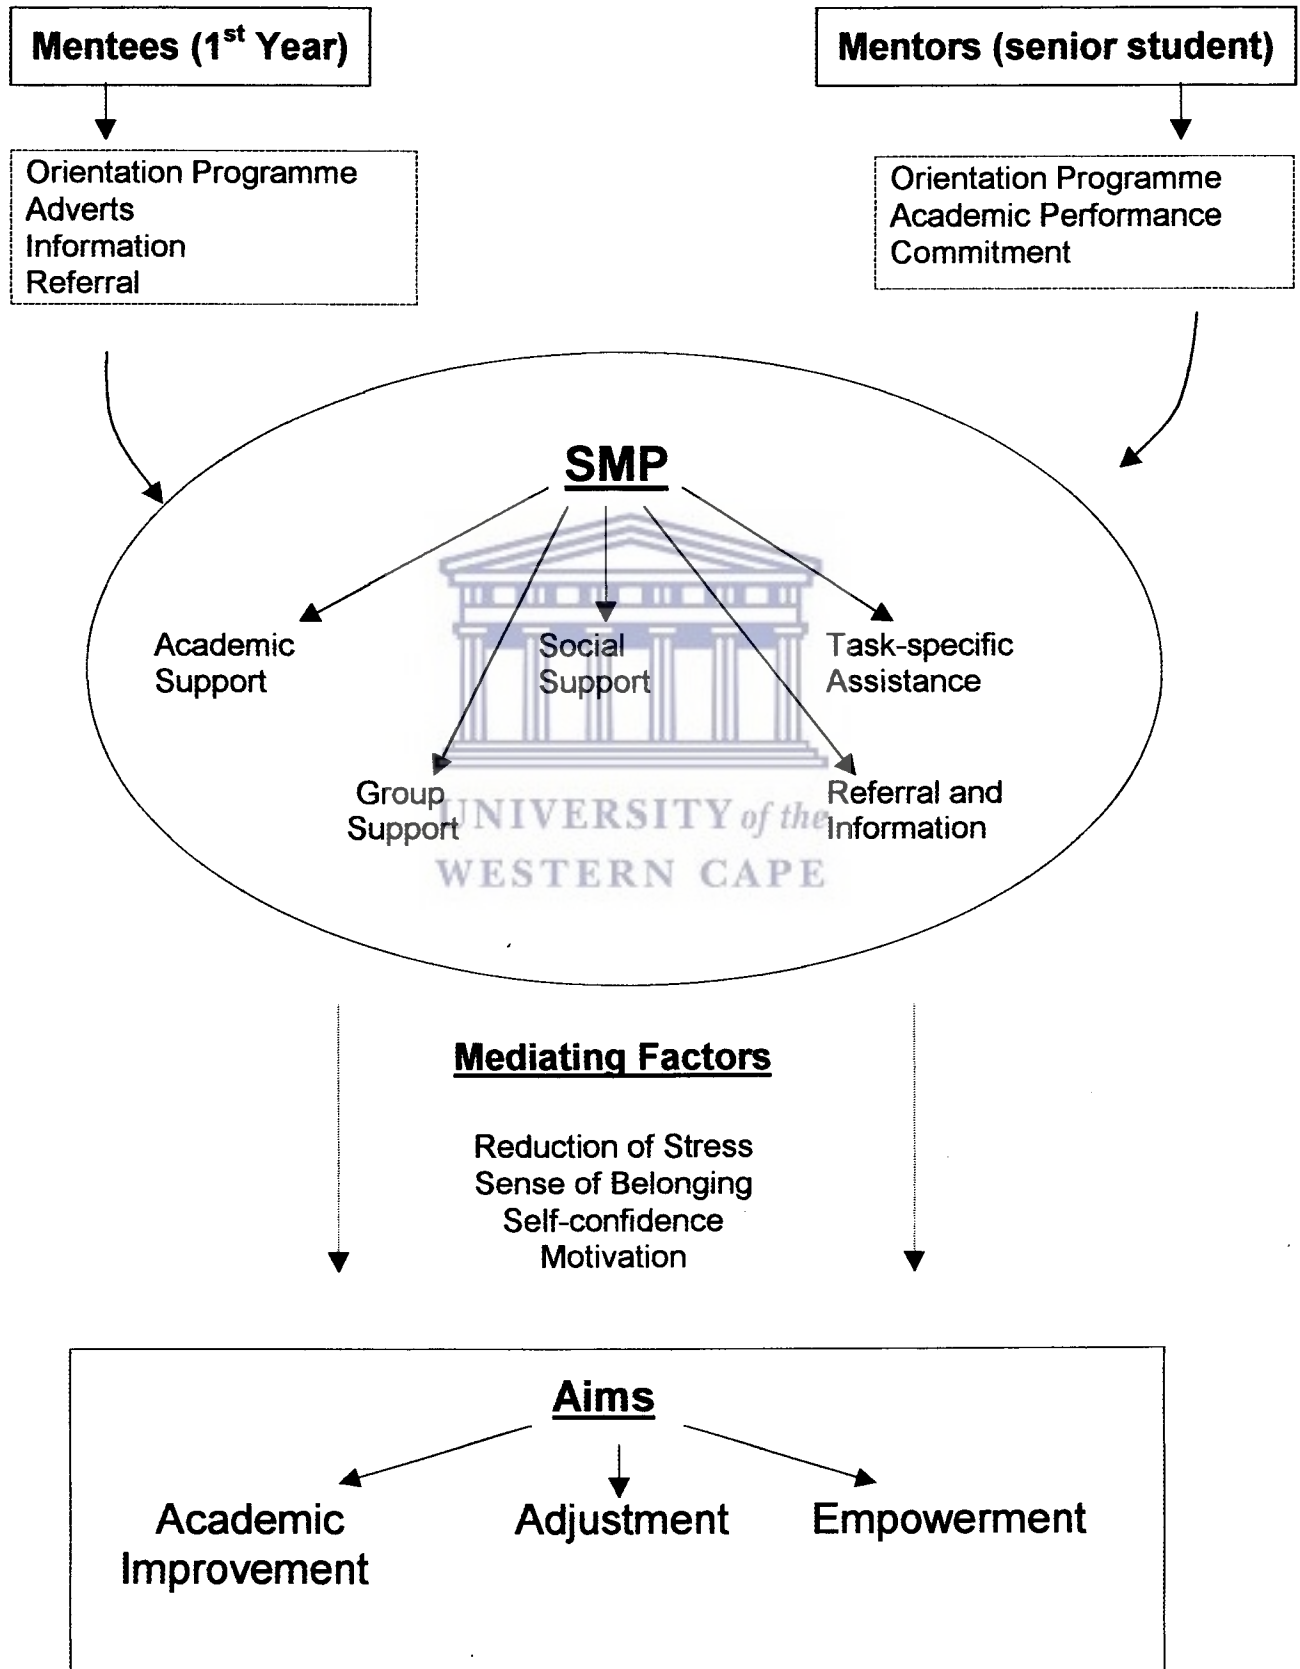 Mentees (1st Year)
Mentors (senior student)
Orientation Programme
Adverts
Information
Referral
Orientation Programme
Academic Performance
Commitment
SMP
Academic
Support
Social
Support
Task-specific
Assistance
Group
Support
Referral and
Information
UNIVERSITY of the
WESTERN CAPE
Mediating Factors
Reduction of Stress
Sense of Belonging
Self-confidence
Motivation
Aims
Academic
Improvement
Adjustment
Empowerment